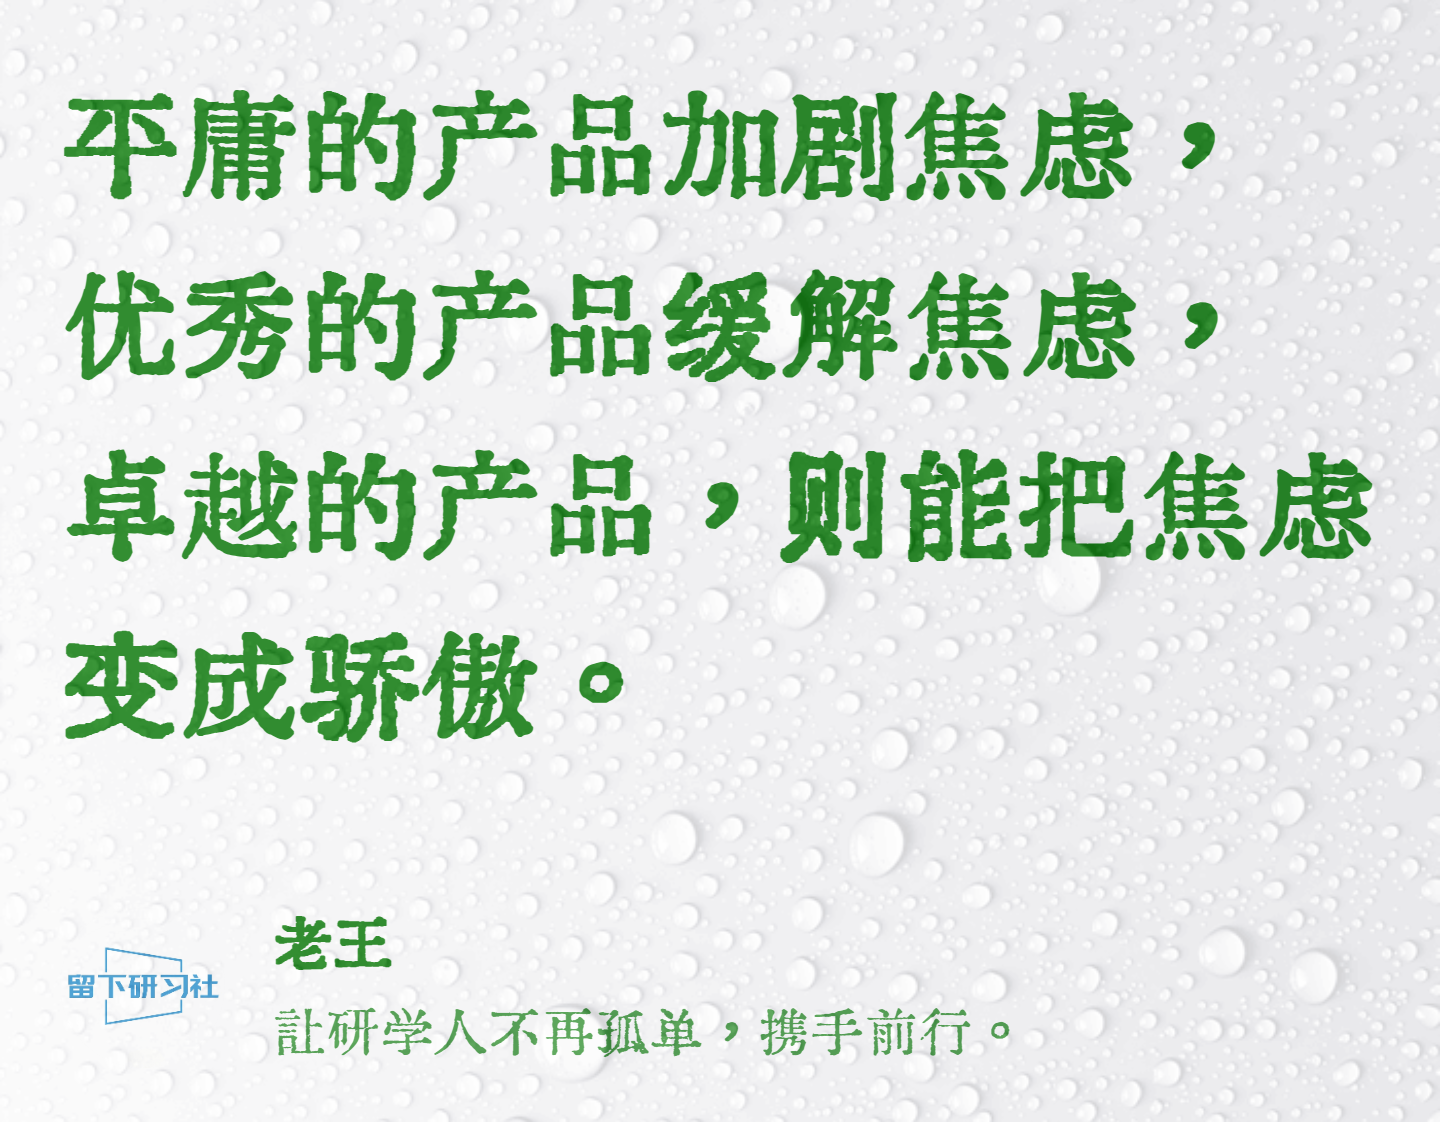 平庸的产品加剧焦虑，
优秀的产品缓解焦虑，
卓越的产品，则能把焦虑
变成骄傲。
老王
留下研习社
让研学人不再孤单，携手前行。